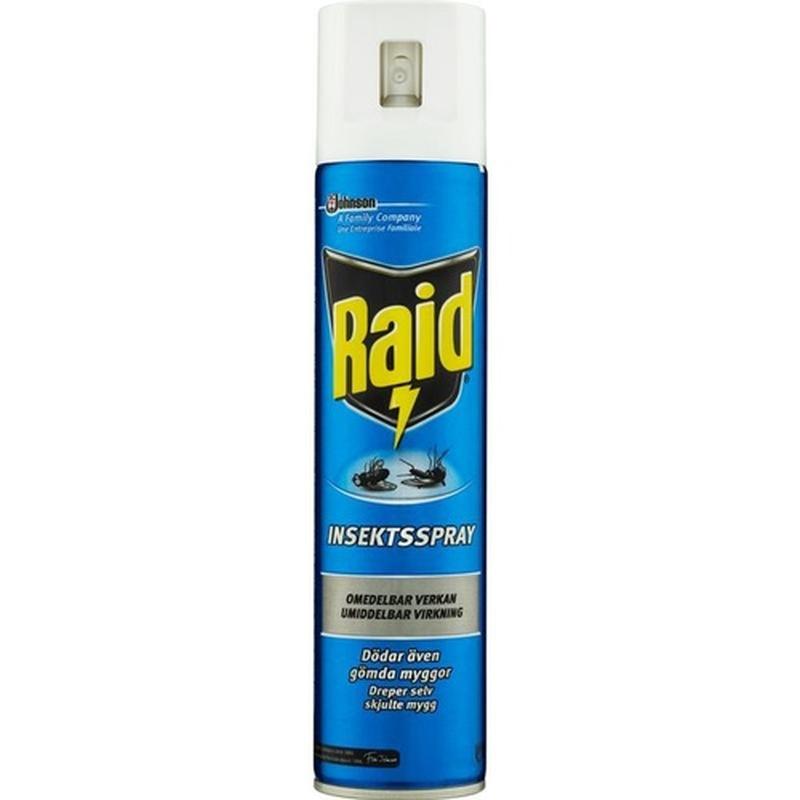 Johnson
A Family Company
Une Entreprise Familiale
Raid
®
INSEKTSSPRAY
OMEDELBAR VERKAN
UMIDDELBAR VIRKNING
Dödar även
gömda myggor
Dreper selv
skjulte mygg